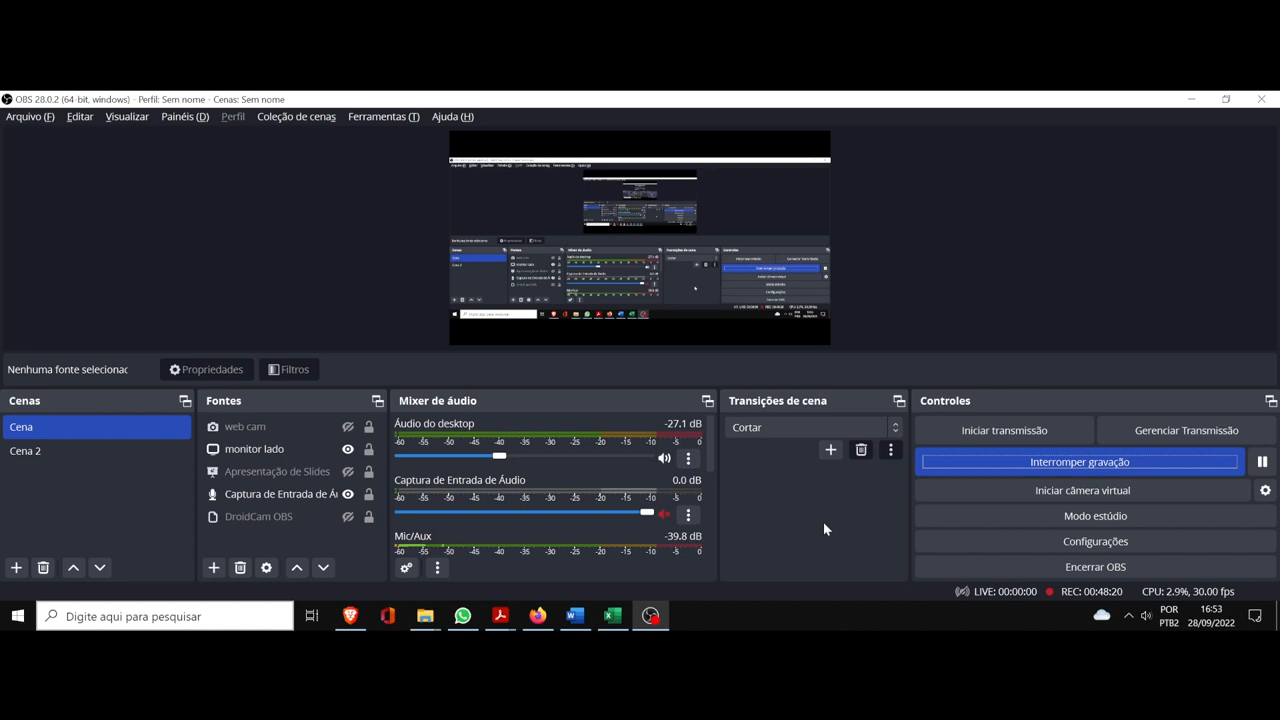 OBS 28.0.2 (64-bit, windows) - Perfil: Sem nome - Cenas: Sem nome
Arquivo (F) Editar Visualizar Painéis (D) Perfil Coleção de cenas Ferramentas (T) Ajuda (H)
Nenhuma fonte selecionac Propriedades Filtros
Cenas
Cena
Cena 2
Fontes
web cam
monitor lado
Apresentação de Slides
Captura de Entrada de Áu
DroidCam OBS
Mixer de áudio
Áudio do desktop -27.1 dB
-60 -55 -50 -45 -40 -35 -30 -25 -20 -15 -10 -5 0
Captura de Entrada de Áudio 0.0 dB
-60 -55 -50 -45 -40 -35 -30 -25 -20 -15 -10 -5 0
Mic/Aux -39.8 dB
-60 -55 -50 -45 -40 -35 -30 -25 -20 -15 -10 -5 0
Transições de cena
Cortar
Controles
Iniciar transmissão Gerenciar Transmissão
Interromper gravação
Iniciar câmera virtual
Modo estúdio
Configurações
Encerrar OBS
LIVE: 00:00:00 REC: 00:48:20 CPU: 2.9%, 30.00 fps
Digite aqui para pesquisar
POR 16:53
PTB2 28/09/2022